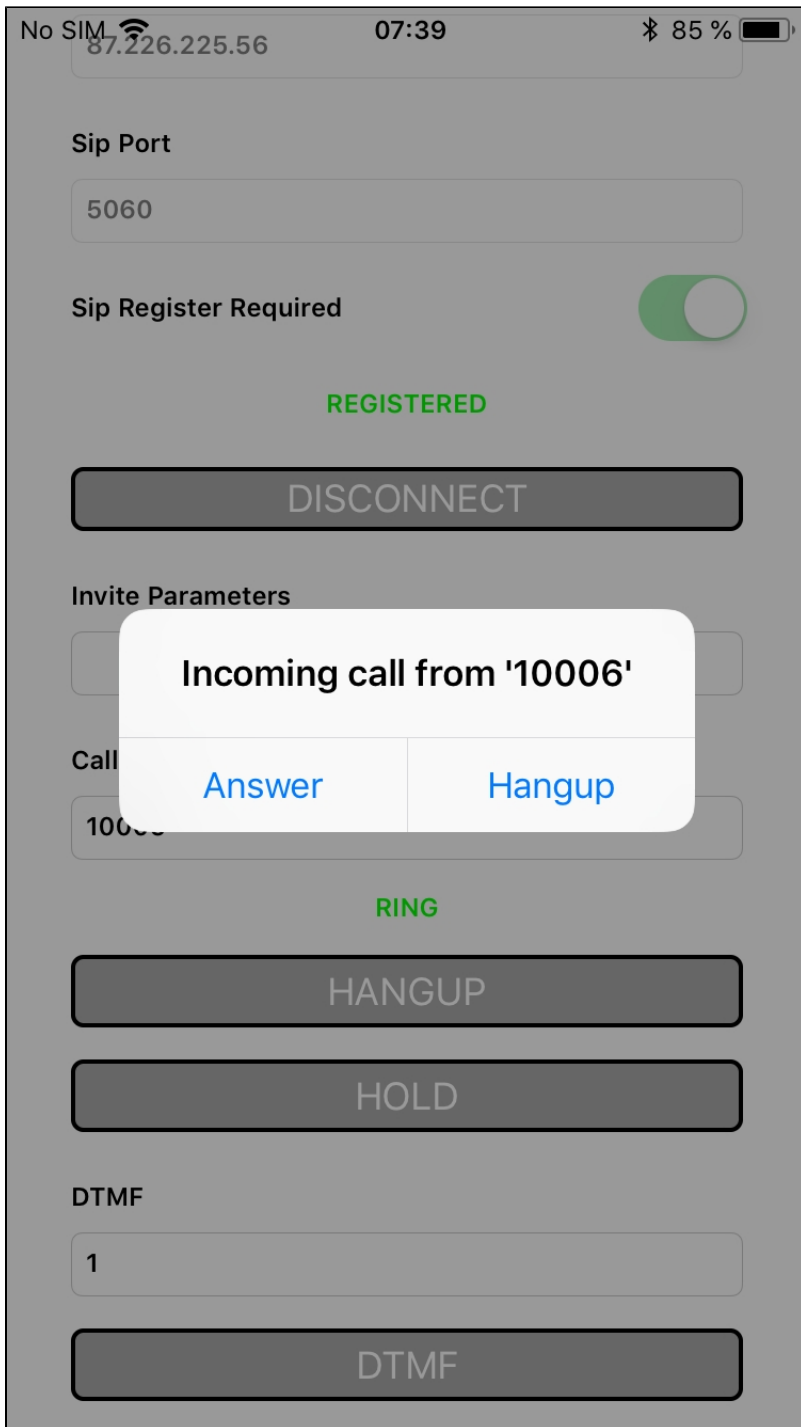 No SIM 07:39 85 %
87.226.225.56
Sip Port
5060
Sip Register Required
REGISTERED
DISCONNECT
Invite Parameters
Incoming call from '10006'
Call
Answer Hangup
RING
HANGUP
HOLD
DTMF
1
DTMF